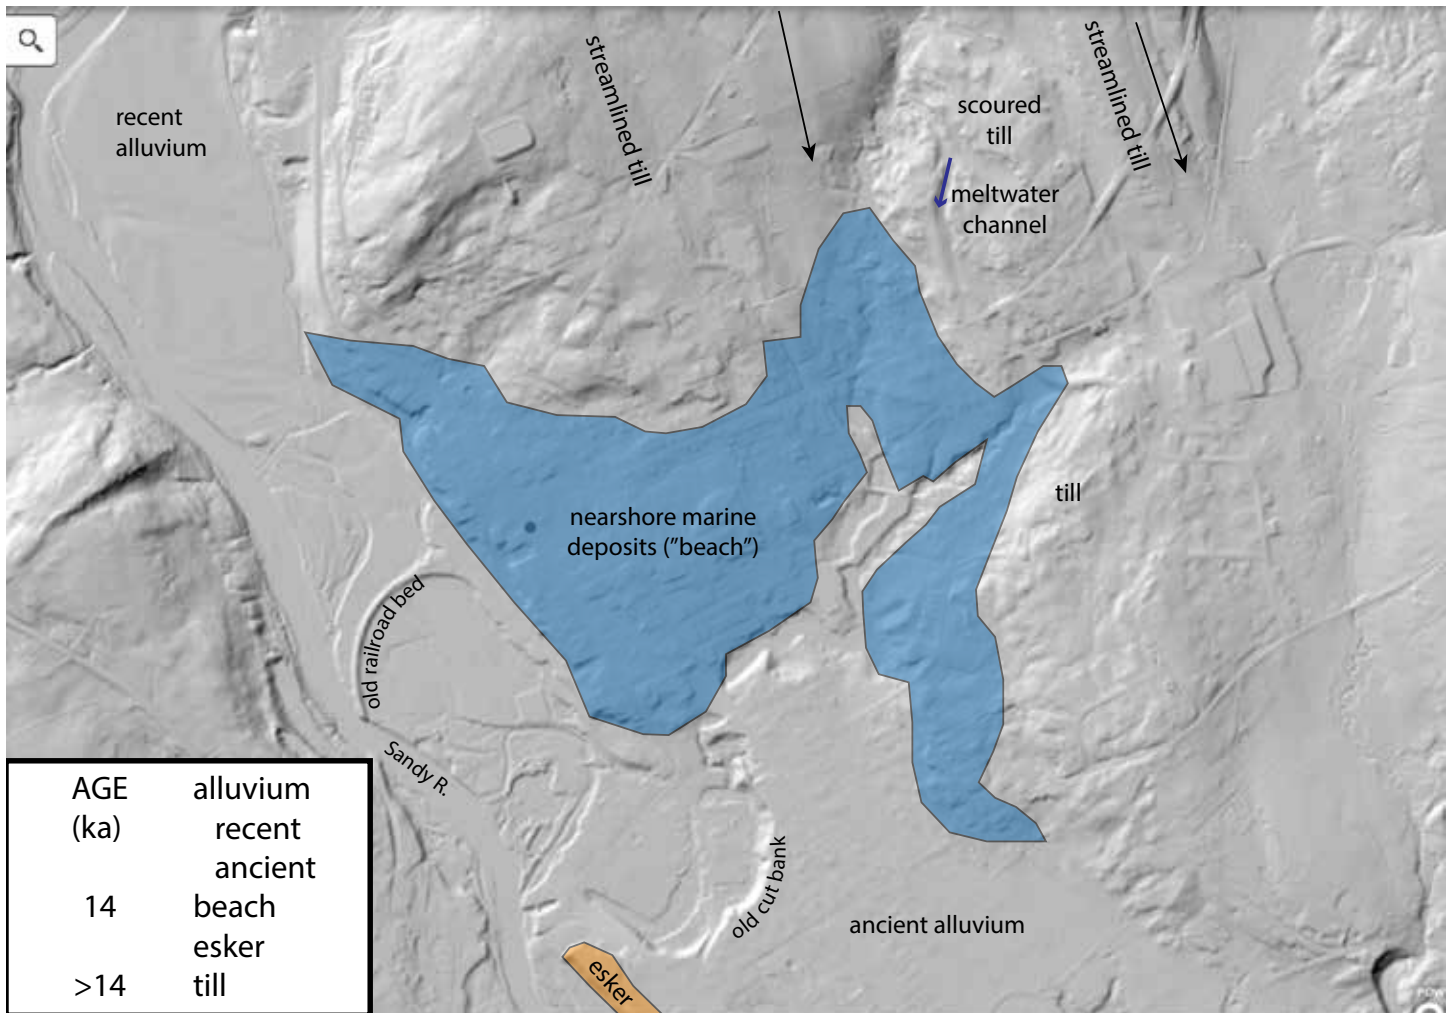 recent
alluvium
streamlined till
scoured
till
streamlined till
meltwater
channel
till
nearshore marine
deposits ("beach")
old railroad bed
Sandy R.
old cut bank
ancient alluvium
esker
AGE alluvium
(ka) recent
ancient
14 beach
esker
>14 till